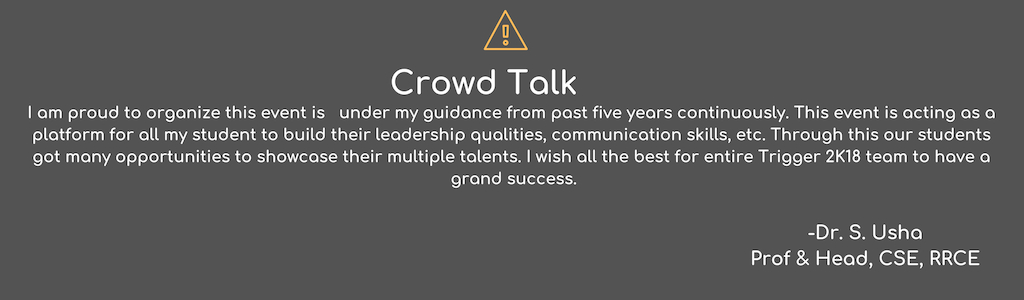 Crowd Talk
I am proud to organize this event is under my guidance from past five years continuously. This event is acting as a
platform for all my student to build their leadership qualities, communication skills, etc. Through this our students
got many opportunities to showcase their multiple talents. I wish all the best for entire Trigger 2K18 team to have a
grand success.
-Dr. S. Usha
Prof & Head, CSE, RRCE